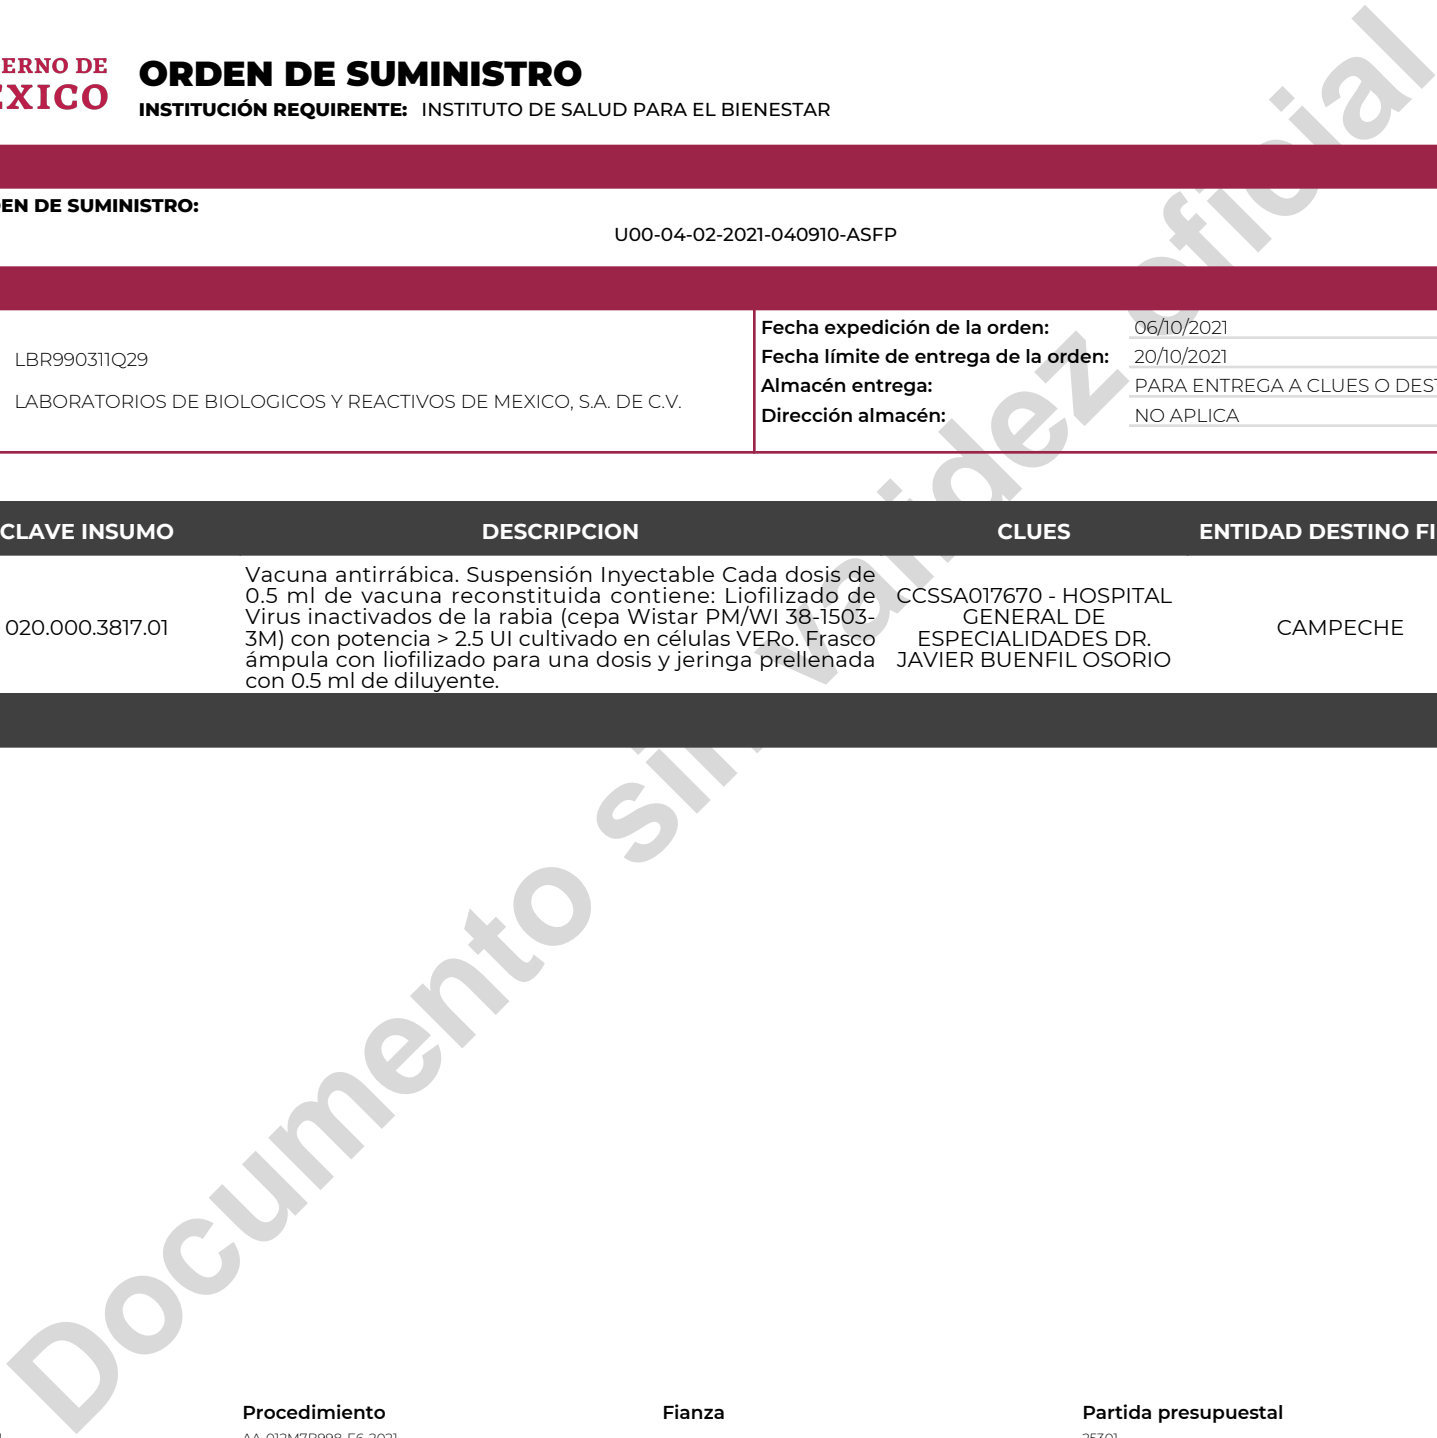 ERNO DE
EXICO
ORDEN DE SUMINISTRO
INSTITUCIÓN REQUIRENTE: INSTITUTO DE SALUD PARA EL BIENESTAR
EN DE SUMINISTRO:
U00-04-02-2021-040910-ASFP
LBR990311Q29
LABORATORIOS DE BIOLOGICOS Y REACTIVOS DE MEXICO, S.A. DE C.V.
Fecha expedición de la orden: 06/10/2021
Fecha límite de entrega de la orden: 20/10/2021
Almacén entrega: PARA ENTREGA A CLUES O DEST
Dirección almacén: NO APLICA
CLAVE INSUMO DESCRIPCION CLUES ENTIDAD DESTINO FI
020.000.3817.01
Vacuna antirrábica. Suspensión Inyectable Cada dosis de
0.5 ml de vacuna reconstituida contiene: Liofilizado de
Virus inactivados de la rabia (cepa Wistar PM/WI 38-1503-
3M) con potencia > 2.5 UI cultivado en células VERo. Frasco
ámpula con liofilizado para una dosis y jeringa prellenada
con 0.5 ml de diluyente.
CCSSA017670 - HOSPITAL
GENERAL DE
ESPECIALIDADES DR.
JAVIER BUENFIL OSORIO
CAMPECHE
Documento sin validez oficial
Procedimiento Fianza Partida presupuestal
AA-012M7B998-E6-2021 25301